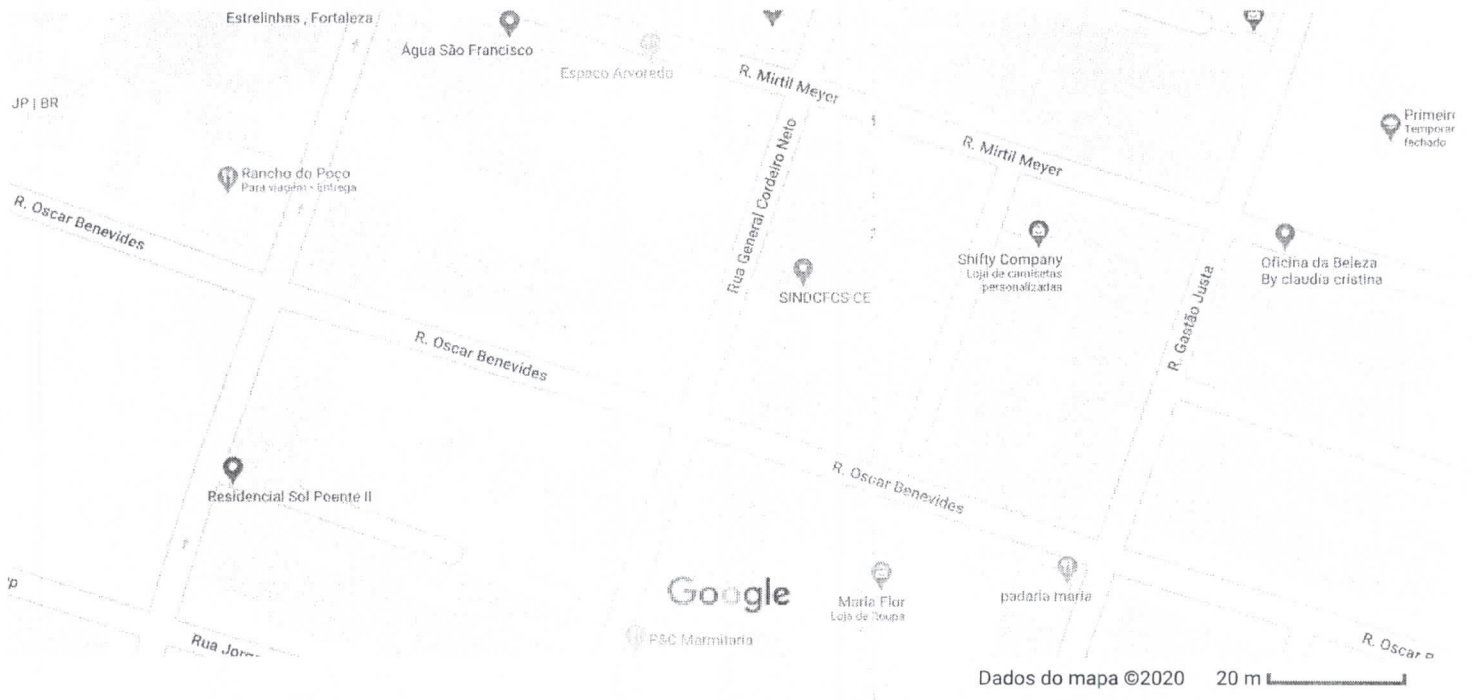 Estrelinhas , Fortaleza
Água São Francisco
Espaço Arvoredo
R. Mirtil Meyer
JP | BR
Primeir
Temporar
fechado
R. Mirtil Meyer
Rua General Cordeiro Neto
Rancho do Poço
Para viagem • Entrega
R. Oscar Benevides
Shifty Company
Loja de camisetas
personalizadas
Oficina da Beleza
By claudia cristina
SINDCFCS CE
R. Gastão Justa
R. Oscar Benevides
R. Oscar Benevides
Residencial Sol Poente II
Google
Maria Flor
Loja de Roupa
padaria maria
P&C Marmitaria
Rua Jorg
R. Oscar
Dados do mapa ©2020
20 m